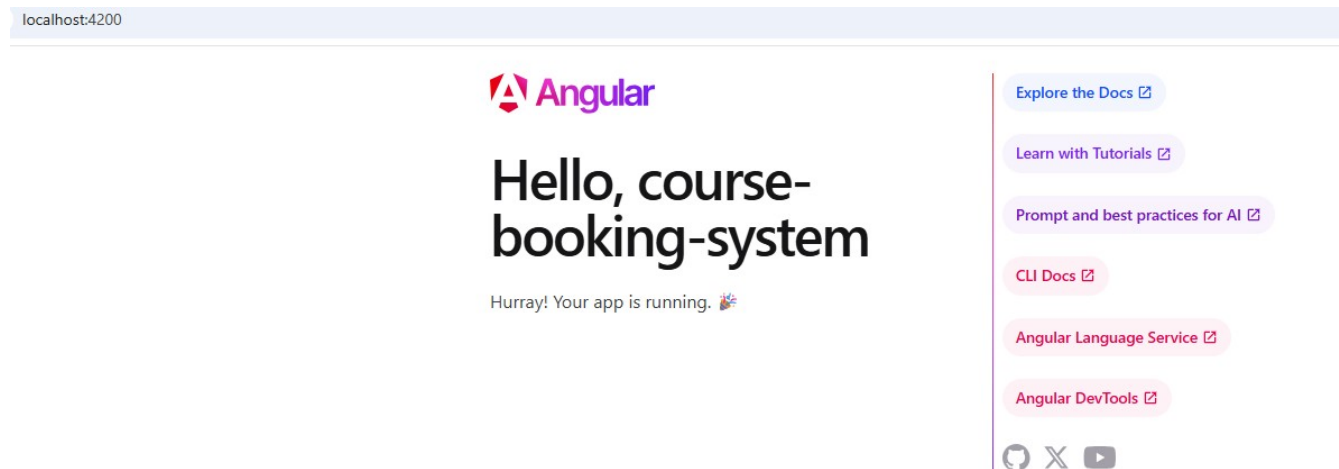 localhost:4200
Angular
Hello, course-
booking-system
Hurray! Your app is running. 🎉
Explore the Docs
Learn with Tutorials
Prompt and best practices for AI
CLI Docs
Angular Language Service
Angular DevTools